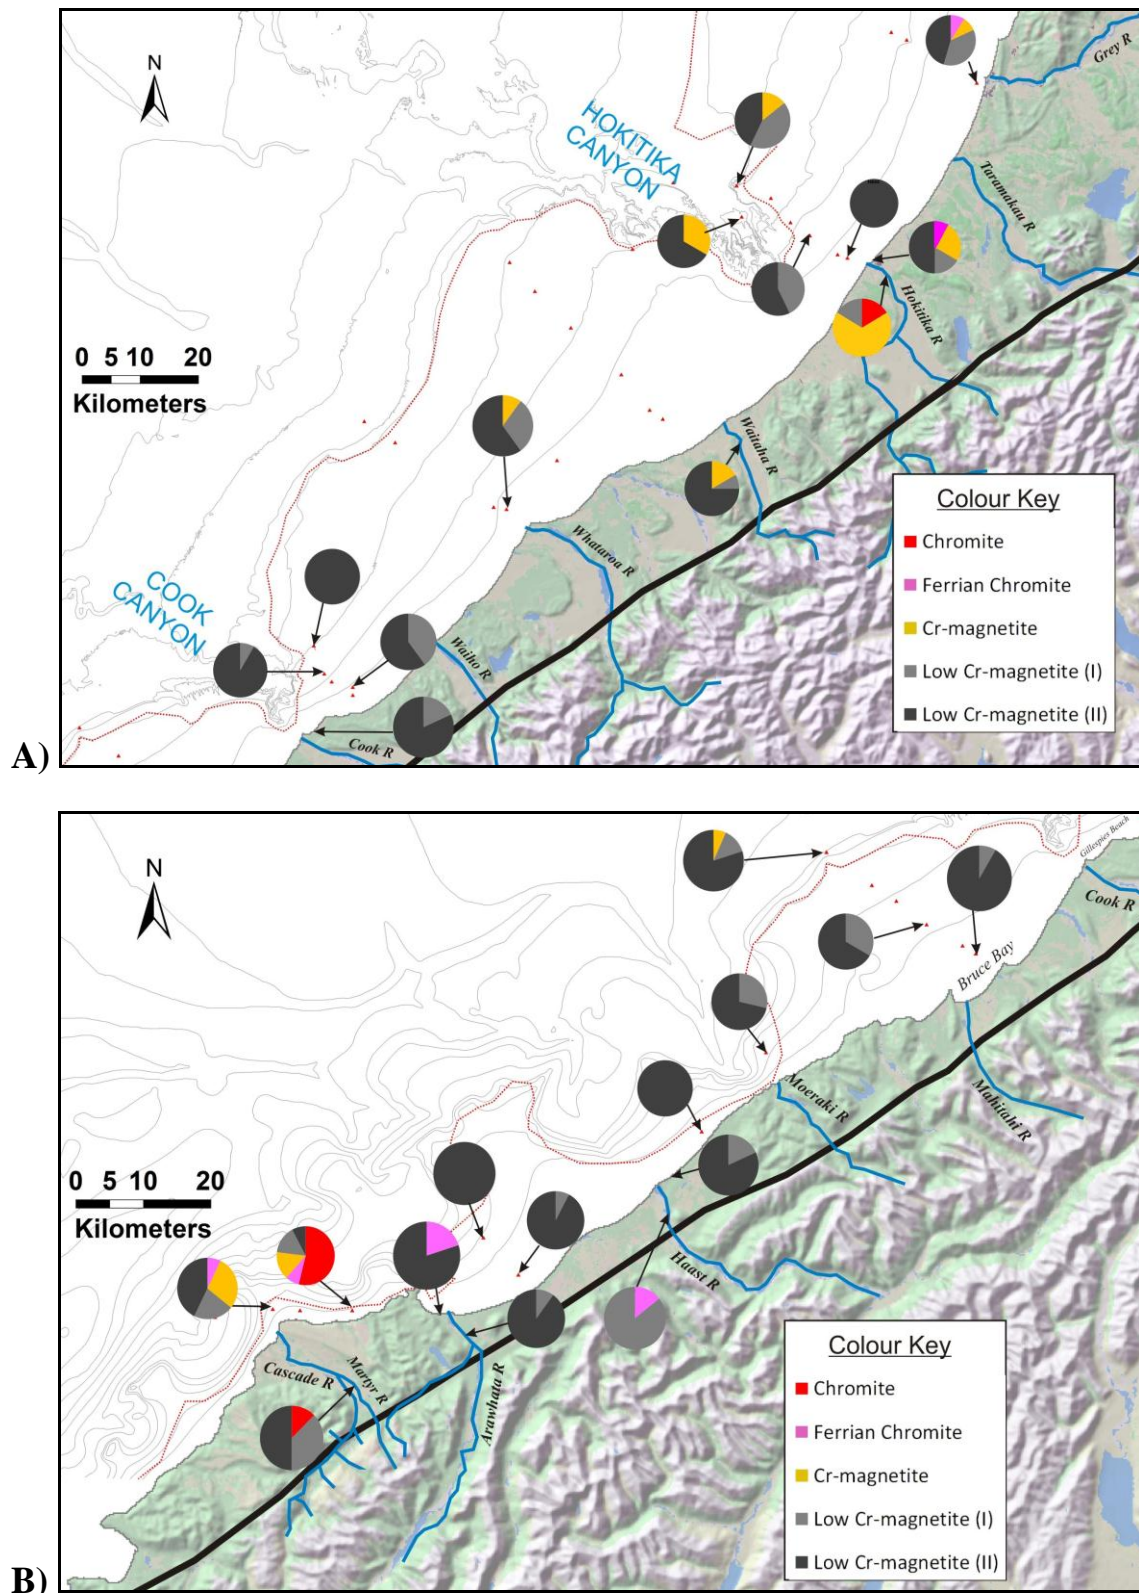 N
HOKITIKA
CANYON
Grey R
Taramakau R
Hokitika R
0 5 10 20
Kilometers
Waitaha R
Whataroa R
COOK
CANYON
Waiho R
Cook R
Colour Key
Chromite
Ferrian Chromite
Cr-magnetite
Low Cr-magnetite (I)
Low Cr-magnetite (II)
A)
N
Gillespies Beach
Cook R
Bruce Bay
Mahitahi R
Moeraki R
0 5 10 20
Kilometers
Haast R
Cascade R
Martyr R
Arawhata R
Colour Key
Chromite
Ferrian Chromite
Cr-magnetite
Low Cr-magnetite (I)
Low Cr-magnetite (II)
B)